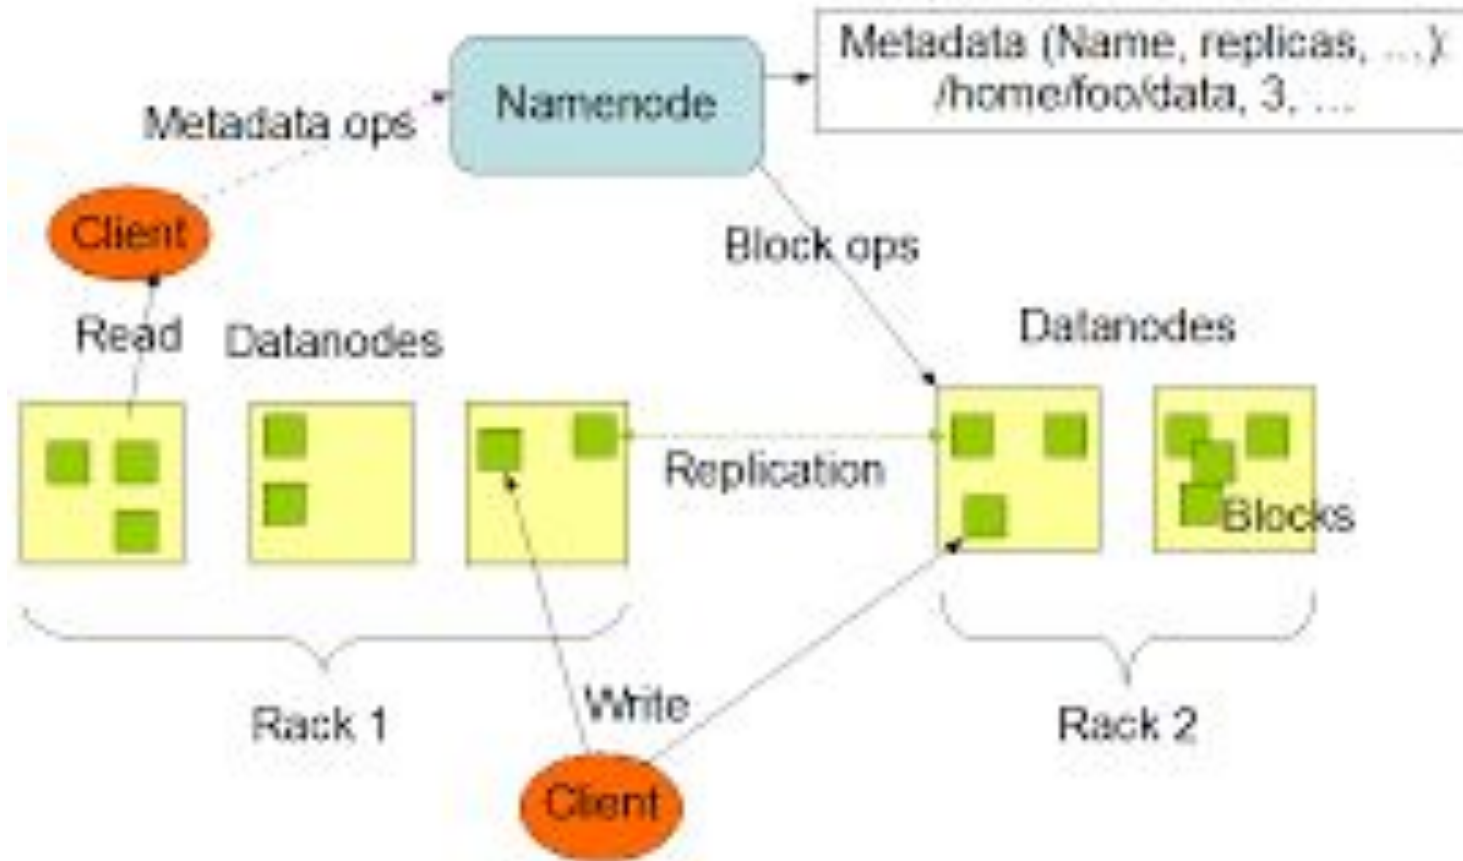 Metadata (Name, replicas, ...):
/home/foo/data, 3, ...
Namenode
Metadata ops
Client
Block ops
Read
Datanodes
Datanodes
Replication
Blocks
Write
Rack 1
Rack 2
Client